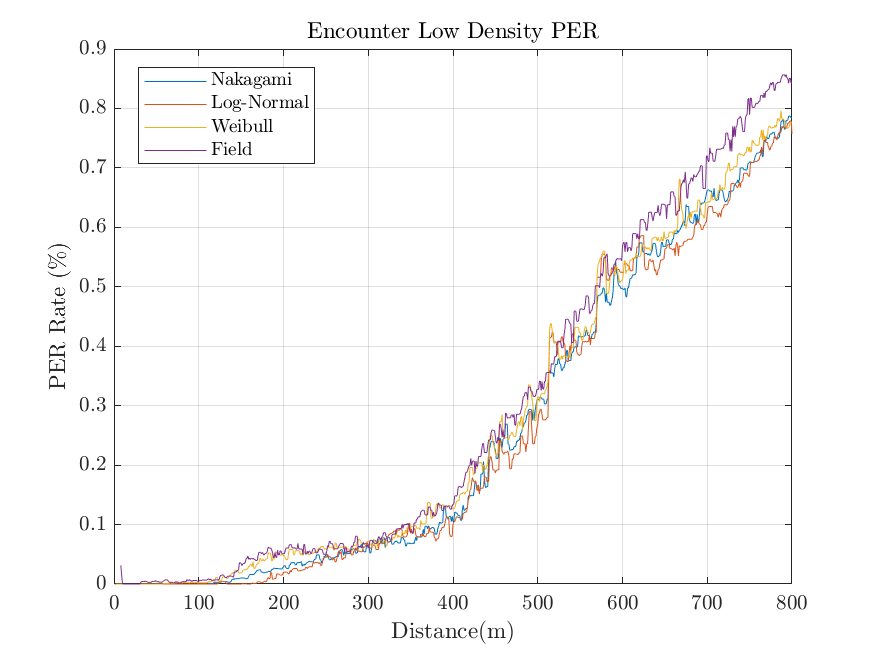 Encounter Low Density PER
0.9
0.8
0.7
0.6
0.5
0.4
0.3
0.2
0.1
0
PER Rate (%)
Nakagami
Log-Normal
Weibull
Field
0 100 200 300 400 500 600 700 800
Distance(m)